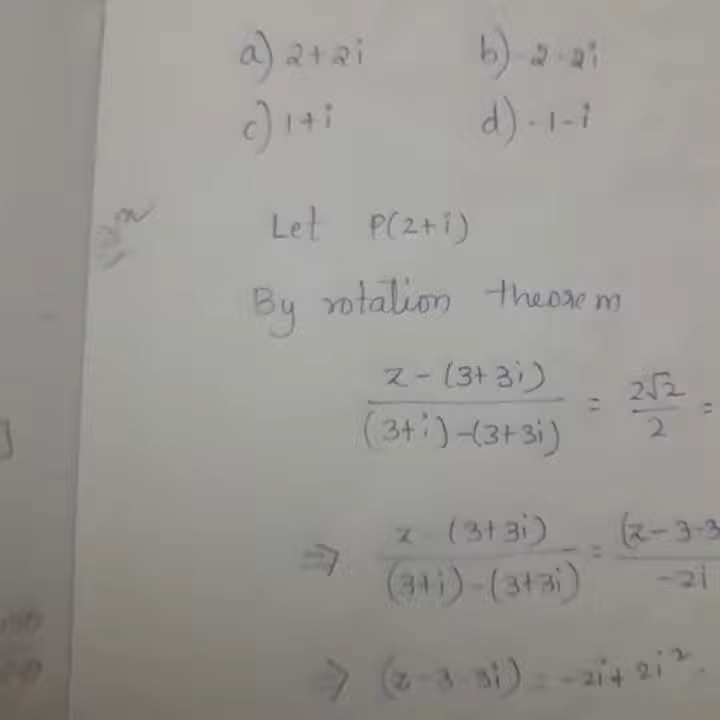 a) 2+2i b) -2-2i
c) 1+i d) -1-i
Let P(2+i)
By rotation theorem
z-(3+3i) / (3+i)-(3+3i) = 2√2 / 2 =
⇒ z-(3+3i) / (3+i)-(3+3i) = (z-3-3 / -2i
⇒ (z-3-3i) = -2i+2i²